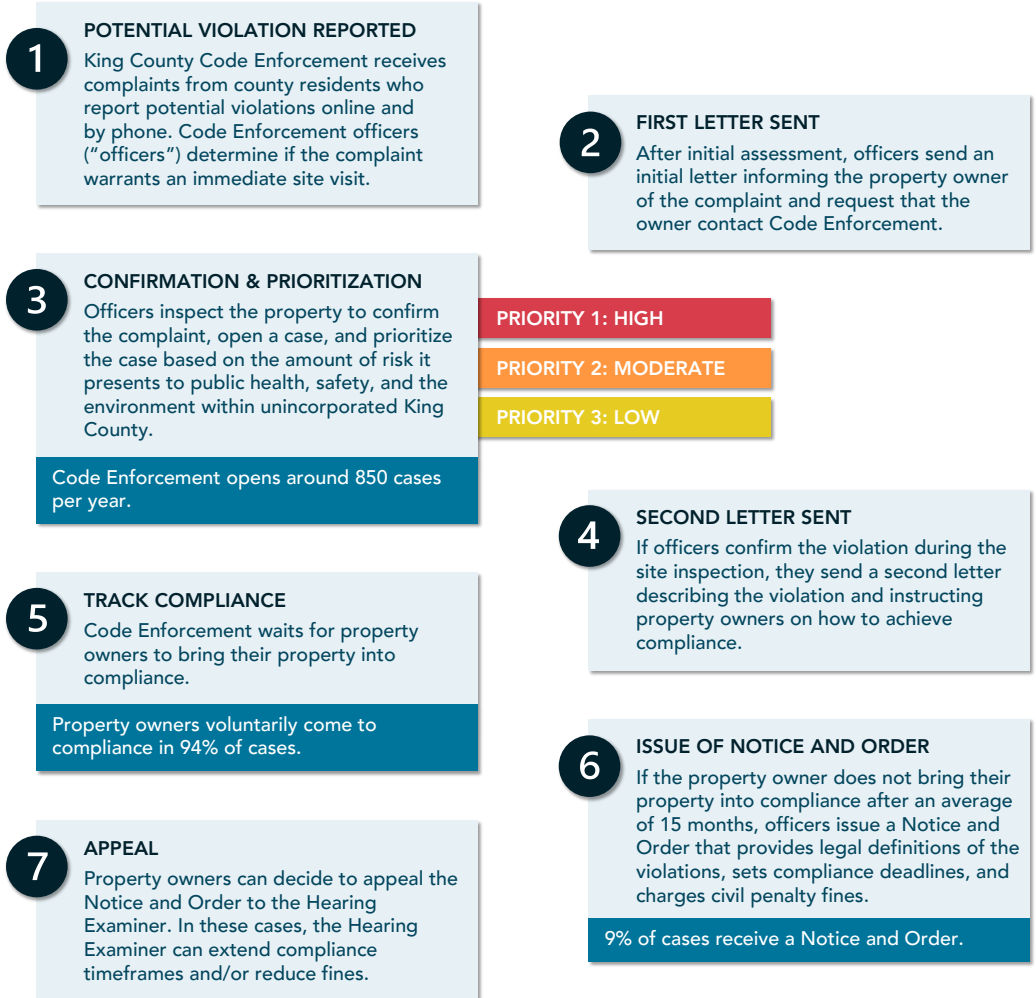 1
POTENTIAL VIOLATION REPORTED
King County Code Enforcement receives
complaints from county residents who
report potential violations online and
by phone. Code Enforcement officers
(“officers”) determine if the complaint
warrants an immediate site visit.
2
FIRST LETTER SENT
After initial assessment, officers send an
initial letter informing the property owner
of the complaint and request that the
owner contact Code Enforcement.
3
CONFIRMATION & PRIORITIZATION
Officers inspect the property to confirm
the complaint, open a case, and prioritize
the case based on the amount of risk it
presents to public health, safety, and the
environment within unincorporated King
County.
Code Enforcement opens around 850 cases
per year.
PRIORITY 1: HIGH
PRIORITY 2: MODERATE
PRIORITY 3: LOW
4
SECOND LETTER SENT
If officers confirm the violation during the
site inspection, they send a second letter
describing the violation and instructing
property owners on how to achieve
compliance.
5
TRACK COMPLIANCE
Code Enforcement waits for property
owners to bring their property into
compliance.
Property owners voluntarily come to
compliance in 94% of cases.
6
ISSUE OF NOTICE AND ORDER
If the property owner does not bring their
property into compliance after an average
of 15 months, officers issue a Notice and
Order that provides legal definitions of the
violations, sets compliance deadlines, and
charges civil penalty fines.
9% of cases receive a Notice and Order.
7
APPEAL
Property owners can decide to appeal the
Notice and Order to the Hearing
Examiner. In these cases, the Hearing
Examiner can extend compliance
timeframes and/or reduce fines.